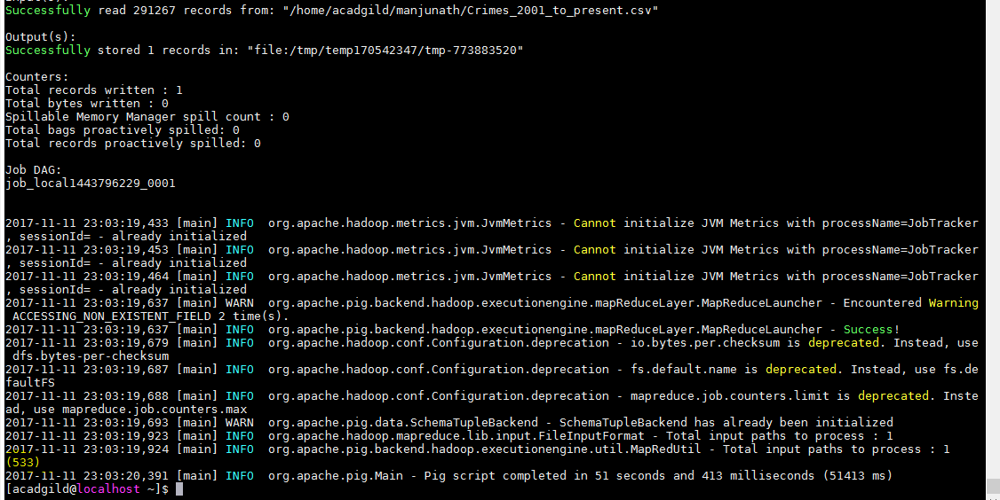 Successfully read 291267 records from: "/home/acadgild/manjunath/Crimes_2001_to_present.csv"
Output(s):
Successfully stored 1 records in: "file:/tmp/temp170542347/tmp-773883520"
Counters:
Total records written : 1
Total bytes written : 0
Spillable Memory Manager spill count : 0
Total bags proactively spilled: 0
Total records proactively spilled: 0
Job DAG:
job_local1443796229_0001
2017-11-11 23:03:19,433 [main] INFO  org.apache.hadoop.metrics.jvm.JvmMetrics - Cannot initialize JVM Metrics with processName=JobTracker
, sessionId= - already initialized
2017-11-11 23:03:19,453 [main] INFO  org.apache.hadoop.metrics.jvm.JvmMetrics - Cannot initialize JVM Metrics with processName=JobTracker
, sessionId= - already initialized
2017-11-11 23:03:19,464 [main] INFO  org.apache.hadoop.metrics.jvm.JvmMetrics - Cannot initialize JVM Metrics with processName=JobTracker
, sessionId= - already initialized
2017-11-11 23:03:19,637 [main] WARN  org.apache.pig.backend.hadoop.executionengine.mapReduceLayer.MapReduceLauncher - Encountered Warning
 ACCESSING_NON_EXISTENT_FIELD 2 time(s).
2017-11-11 23:03:19,637 [main] INFO  org.apache.pig.backend.hadoop.executionengine.mapReduceLayer.MapReduceLauncher - Success!
2017-11-11 23:03:19,679 [main] INFO  org.apache.hadoop.conf.Configuration.deprecation - io.bytes.per.checksum is deprecated. Instead, use
 dfs.bytes-per-checksum
2017-11-11 23:03:19,687 [main] INFO  org.apache.hadoop.conf.Configuration.deprecation - fs.default.name is deprecated. Instead, use fs.de
faultFS
2017-11-11 23:03:19,688 [main] INFO  org.apache.hadoop.conf.Configuration.deprecation - mapreduce.job.counters.limit is deprecated. Inste
ad, use mapreduce.job.counters.max
2017-11-11 23:03:19,693 [main] WARN  org.apache.pig.data.SchemaTupleBackend - SchemaTupleBackend has already been initialized
2017-11-11 23:03:19,923 [main] INFO  org.apache.hadoop.mapreduce.lib.input.FileInputFormat - Total input paths to process : 1
2017-11-11 23:03:19,924 [main] INFO  org.apache.pig.backend.hadoop.executionengine.util.MapRedUtil - Total input paths to process : 1
(533)
2017-11-11 23:03:20,391 [main] INFO  org.apache.pig.Main - Pig script completed in 51 seconds and 413 milliseconds (51413 ms)
[acadgild@localhost ~]$